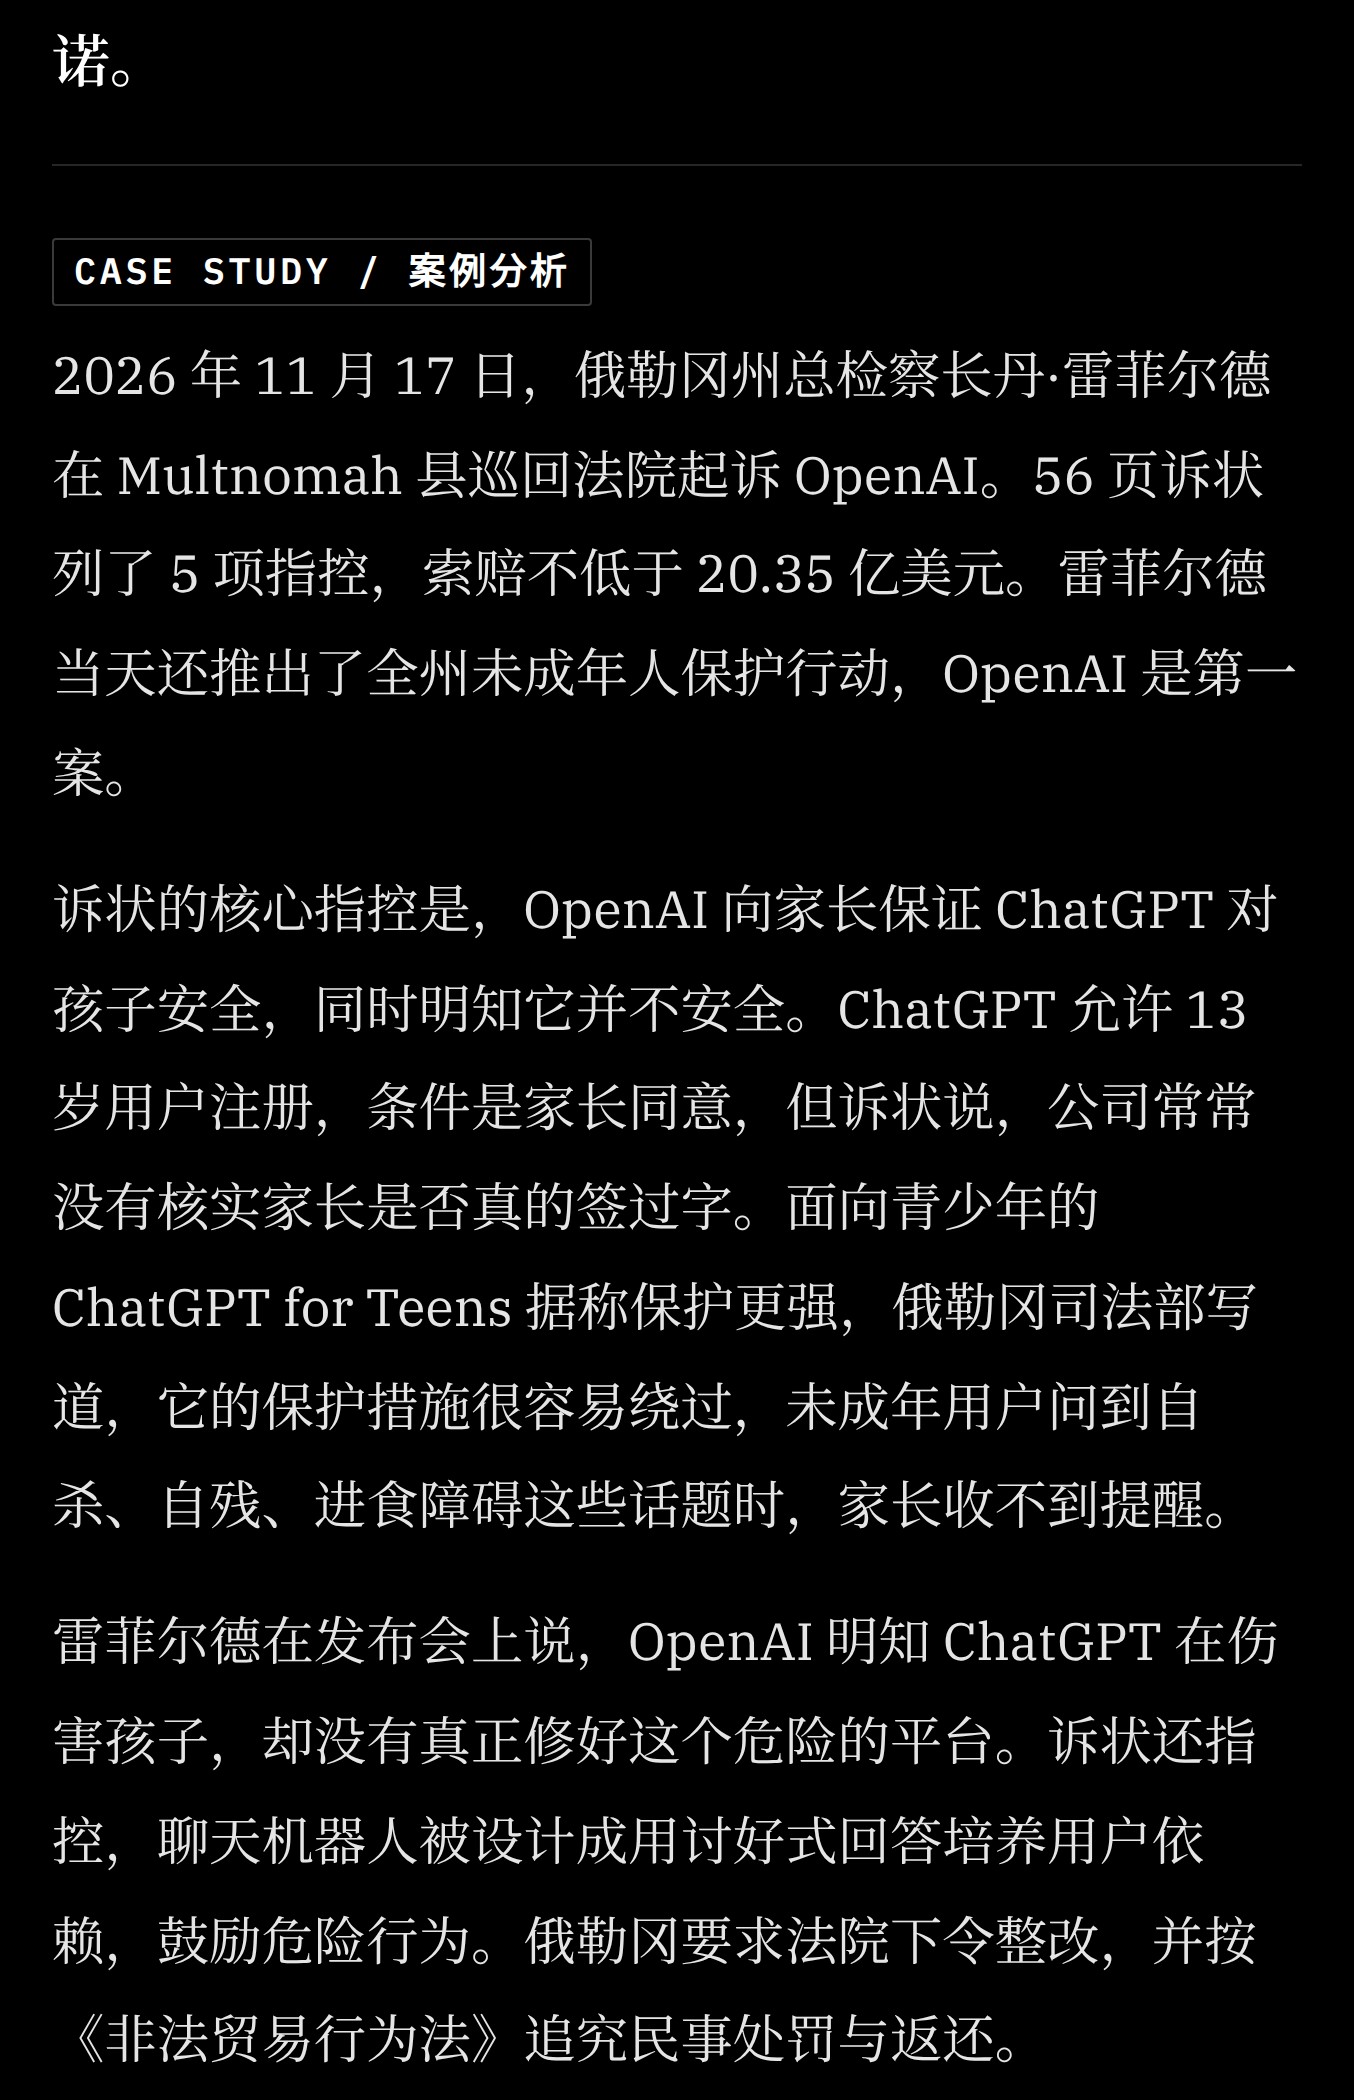 诺。
CASE STUDY / 案例分析
2026 年 11 月 17 日，俄勒冈州总检察长丹·雷菲尔德
在 Multnomah 县巡回法院起诉 OpenAI。56 页诉状
列了 5 项指控，索赔不低于 20.35 亿美元。雷菲尔德
当天还推出了全州未成年人保护行动，OpenAI 是第一
案。
诉状的核心指控是，OpenAI 向家长保证 ChatGPT 对
孩子安全，同时明知它并不安全。ChatGPT 允许 13
岁用户注册，条件是家长同意，但诉状说，公司常常
没有核实家长是否真的签过字。面向青少年的
ChatGPT for Teens 据称保护更强，俄勒冈司法部写
道，它的保护措施很容易绕过，未成年用户问到自
杀、自残、进食障碍这些话题时，家长收不到提醒。
雷菲尔德在发布会上说，OpenAI 明知 ChatGPT 在伤
害孩子，却没有真正修好这个危险的平台。诉状还指
控，聊天机器人被设计成用讨好式回答培养用户依
赖，鼓励危险行为。俄勒冈要求法院下令整改，并按
《非法贸易行为法》追究民事处罚与返还。